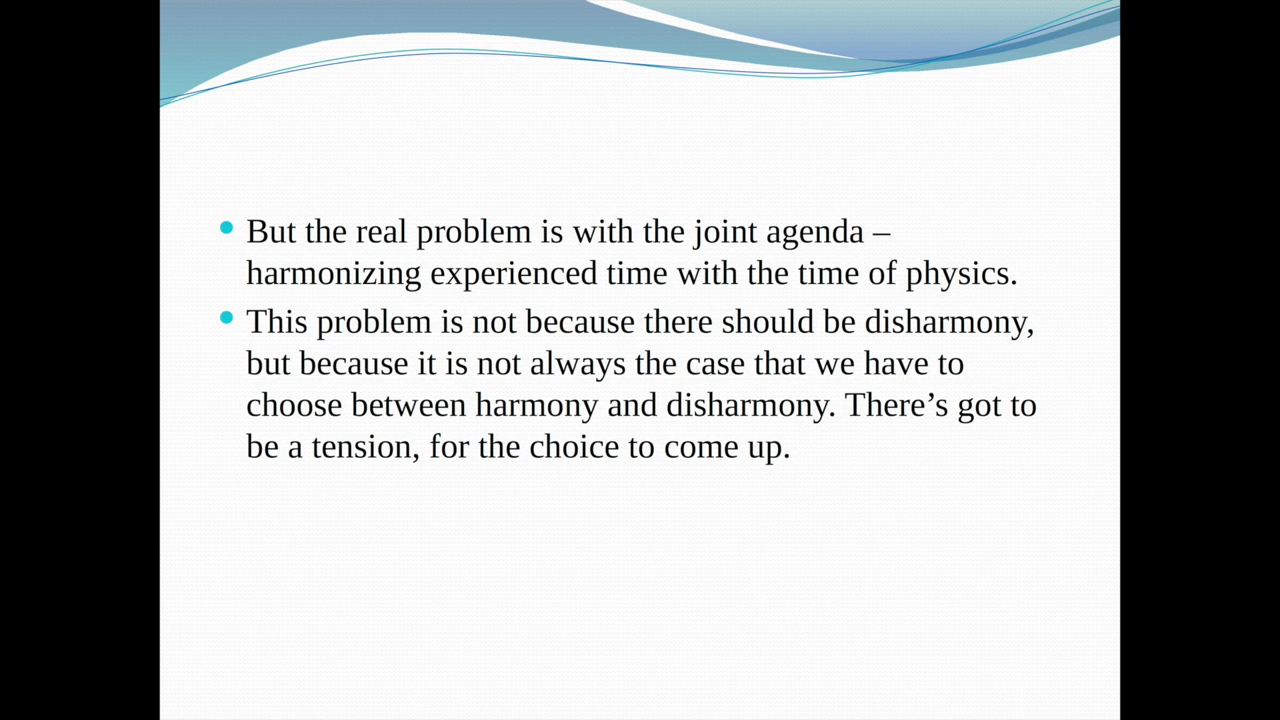 But the real problem is with the joint agenda –
harmonizing experienced time with the time of physics.
This problem is not because there should be disharmony,
but because it is not always the case that we have to
choose between harmony and disharmony. There’s got to
be a tension, for the choice to come up.